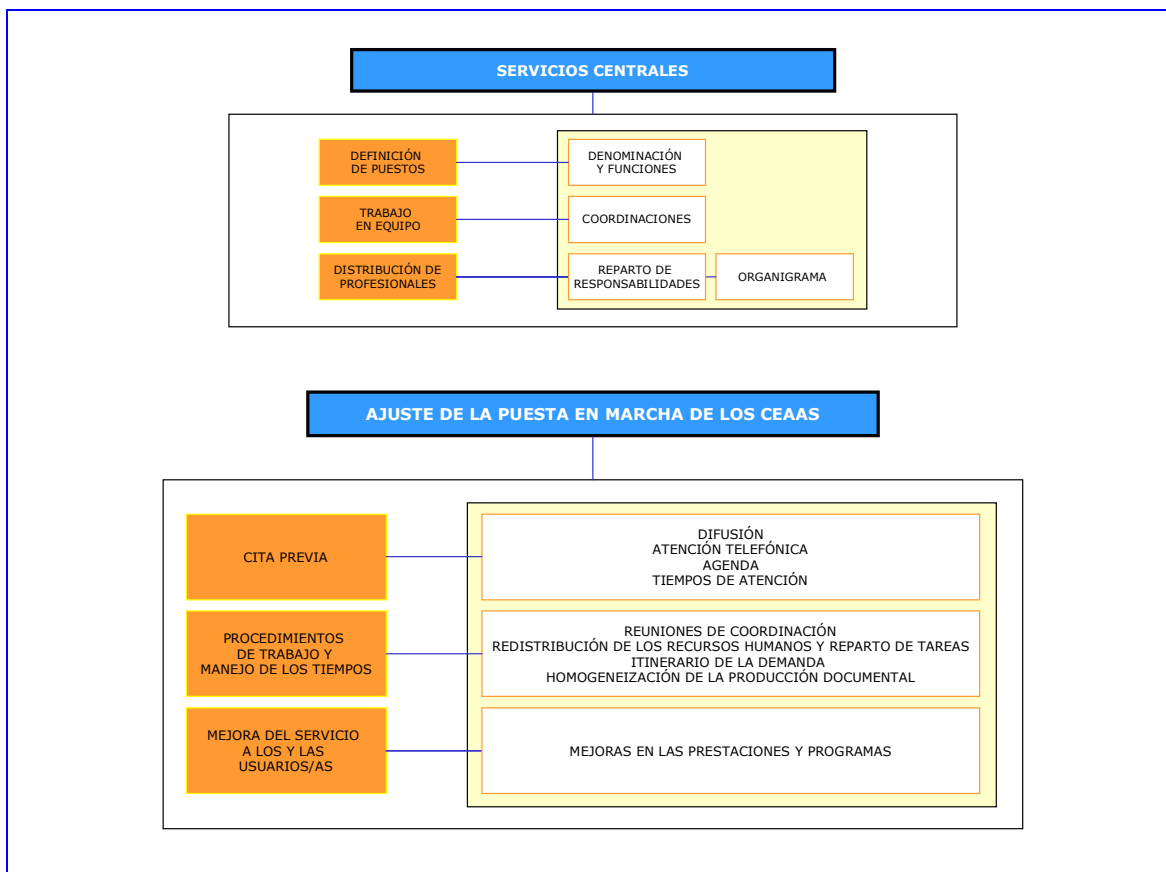 SERVICIOS CENTRALES
DEFINICIÓN
DE PUESTOS
DENOMINACIÓN
Y FUNCIONES
TRABAJO
EN EQUIPO
COORDINACIONES
DISTRIBUCIÓN DE
PROFESIONALES
REPARTO DE
RESPONSABILIDADES
ORGANIGRAMA
AJUSTE DE LA PUESTA EN MARCHA DE LOS CEAAS
CITA PREVIA
DIFUSIÓN
ATENCIÓN TELEFÓNICA
AGENDA
TIEMPOS DE ATENCIÓN
PROCEDIMIENTOS
DE TRABAJO Y
MANEJO DE LOS TIEMPOS
REUNIONES DE COORDINACIÓN
REDISTRIBUCIÓN DE LOS RECURSOS HUMANOS Y REPARTO DE TAREAS
ITINERARIO DE LA DEMANDA
HOMOGENEIZACIÓN DE LA PRODUCCIÓN DOCUMENTAL
MEJORA DEL SERVICIO
A LOS Y LAS
USUARIOS/AS
MEJORAS EN LAS PRESTACIONES Y PROGRAMAS